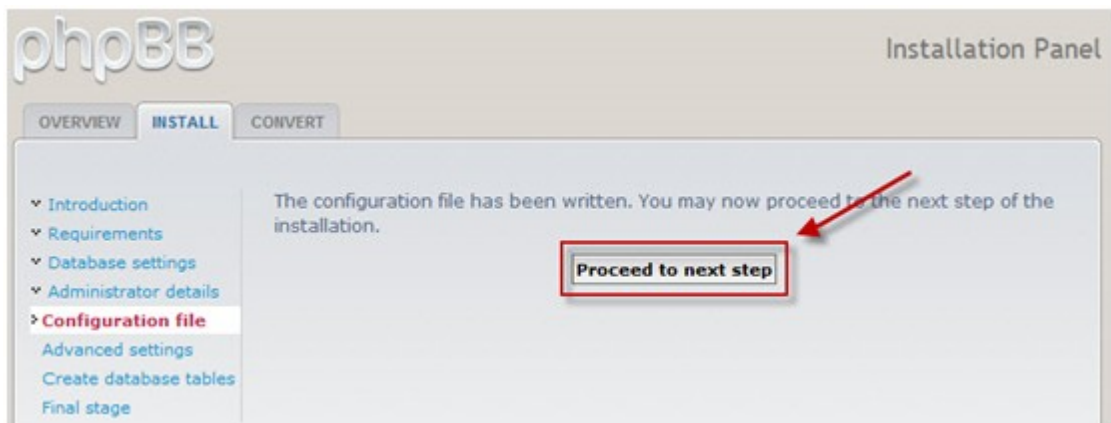 phpBB
Installation Panel
OVERVIEW INSTALL CONVERT
Introduction
Requirements
Database settings
Administrator details
Configuration file
Advanced settings
Create database tables
Final stage
The configuration file has been written. You may now proceed to the next step of the
installation.
Proceed to next step